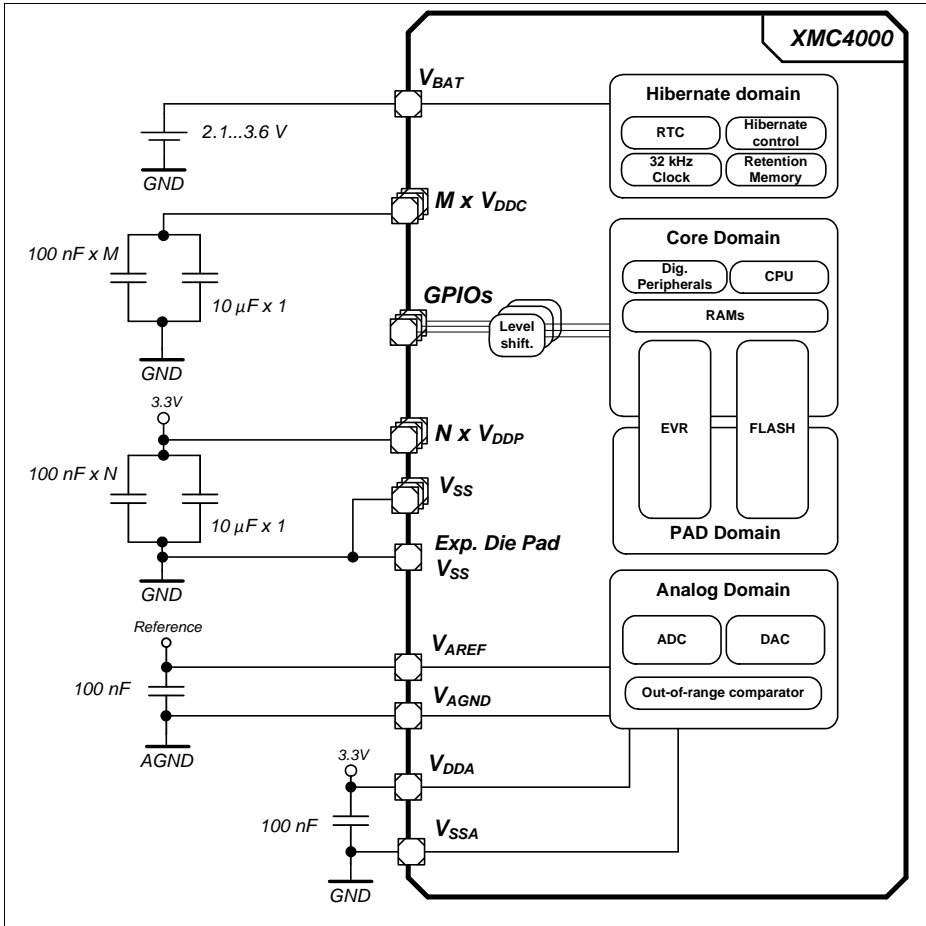 XMC4000
VBAT
2.1...3.6 V
GND
Hibernate domain
RTC
Hibernate
control
32 kHz
Clock
Retention
Memory
M x VDDC
100 nF x M
10 µF x 1
GND
Core Domain
Dig.
Peripherals
CPU
RAMs
GPIOs
Level
shift.
EVR
FLASH
PAD Domain
3.3V
N x VDDP
100 nF x N
10 µF x 1
VSS
Exp. Die Pad
VSS
GND
Analog Domain
ADC
DAC
Out-of-range comparator
Reference
VAREF
100 nF
VAGND
AGND
3.3V
VDDA
100 nF
VSSA
GND